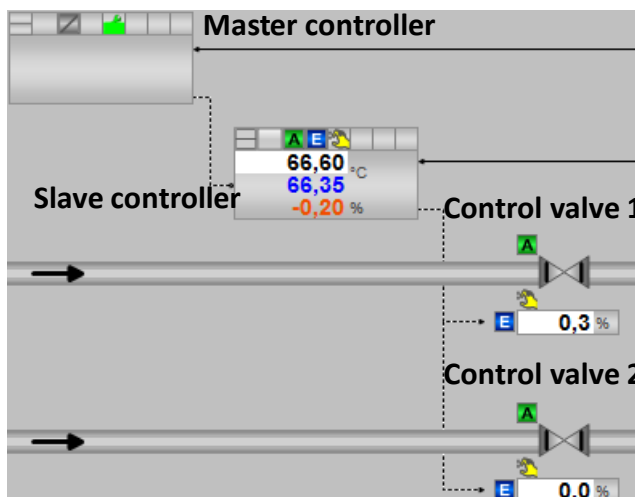 Master controller
A E
66,60 °C
66,35
-0,20 %
Slave controller
Control valve 1
A
E 0,3 %
Control valve 2
A
E 0,0 %